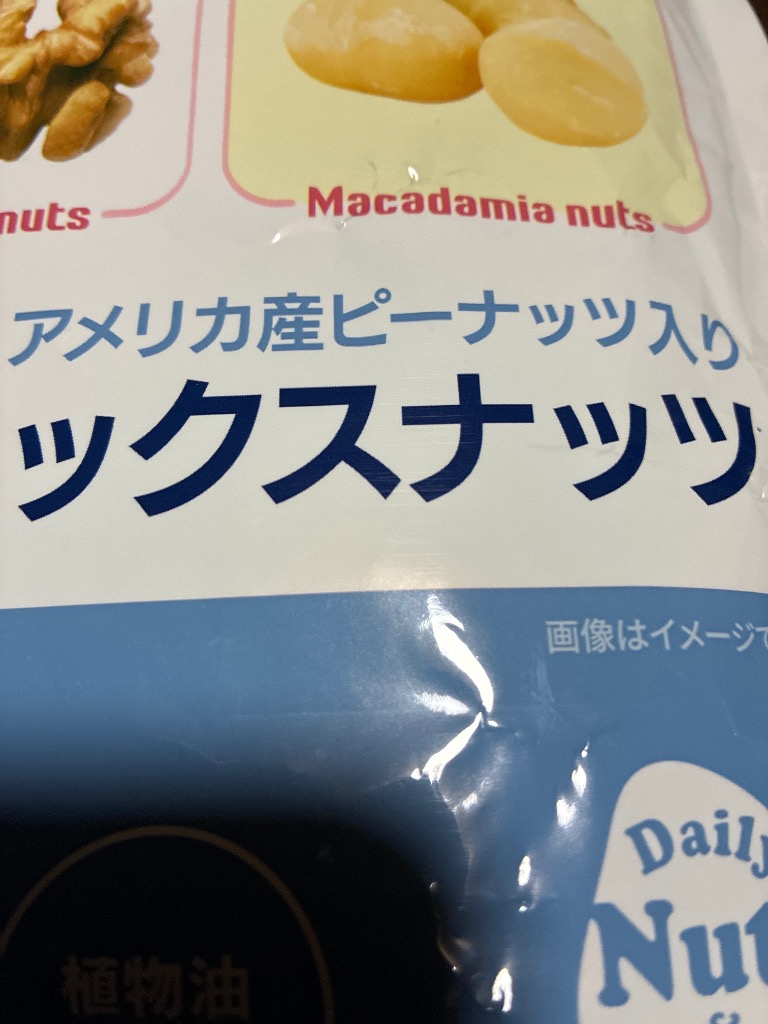 nuts
Macadamia nuts
アメリカ産ピーナッツ入り
ックスナッツ
画像はイメージで
Daily
Nut
植物油